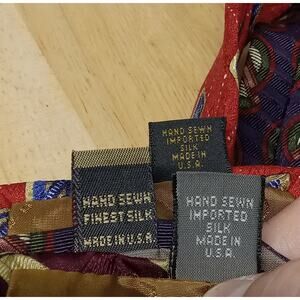 HAND SEWN
IMPORTED
SILK
MADE IN
U.S.A.
HAND SEWN
FINEST SILK
MADE IN U.S.A.
HAND SEWN
IMPORTED
SILK
MADE IN
U.S.A.